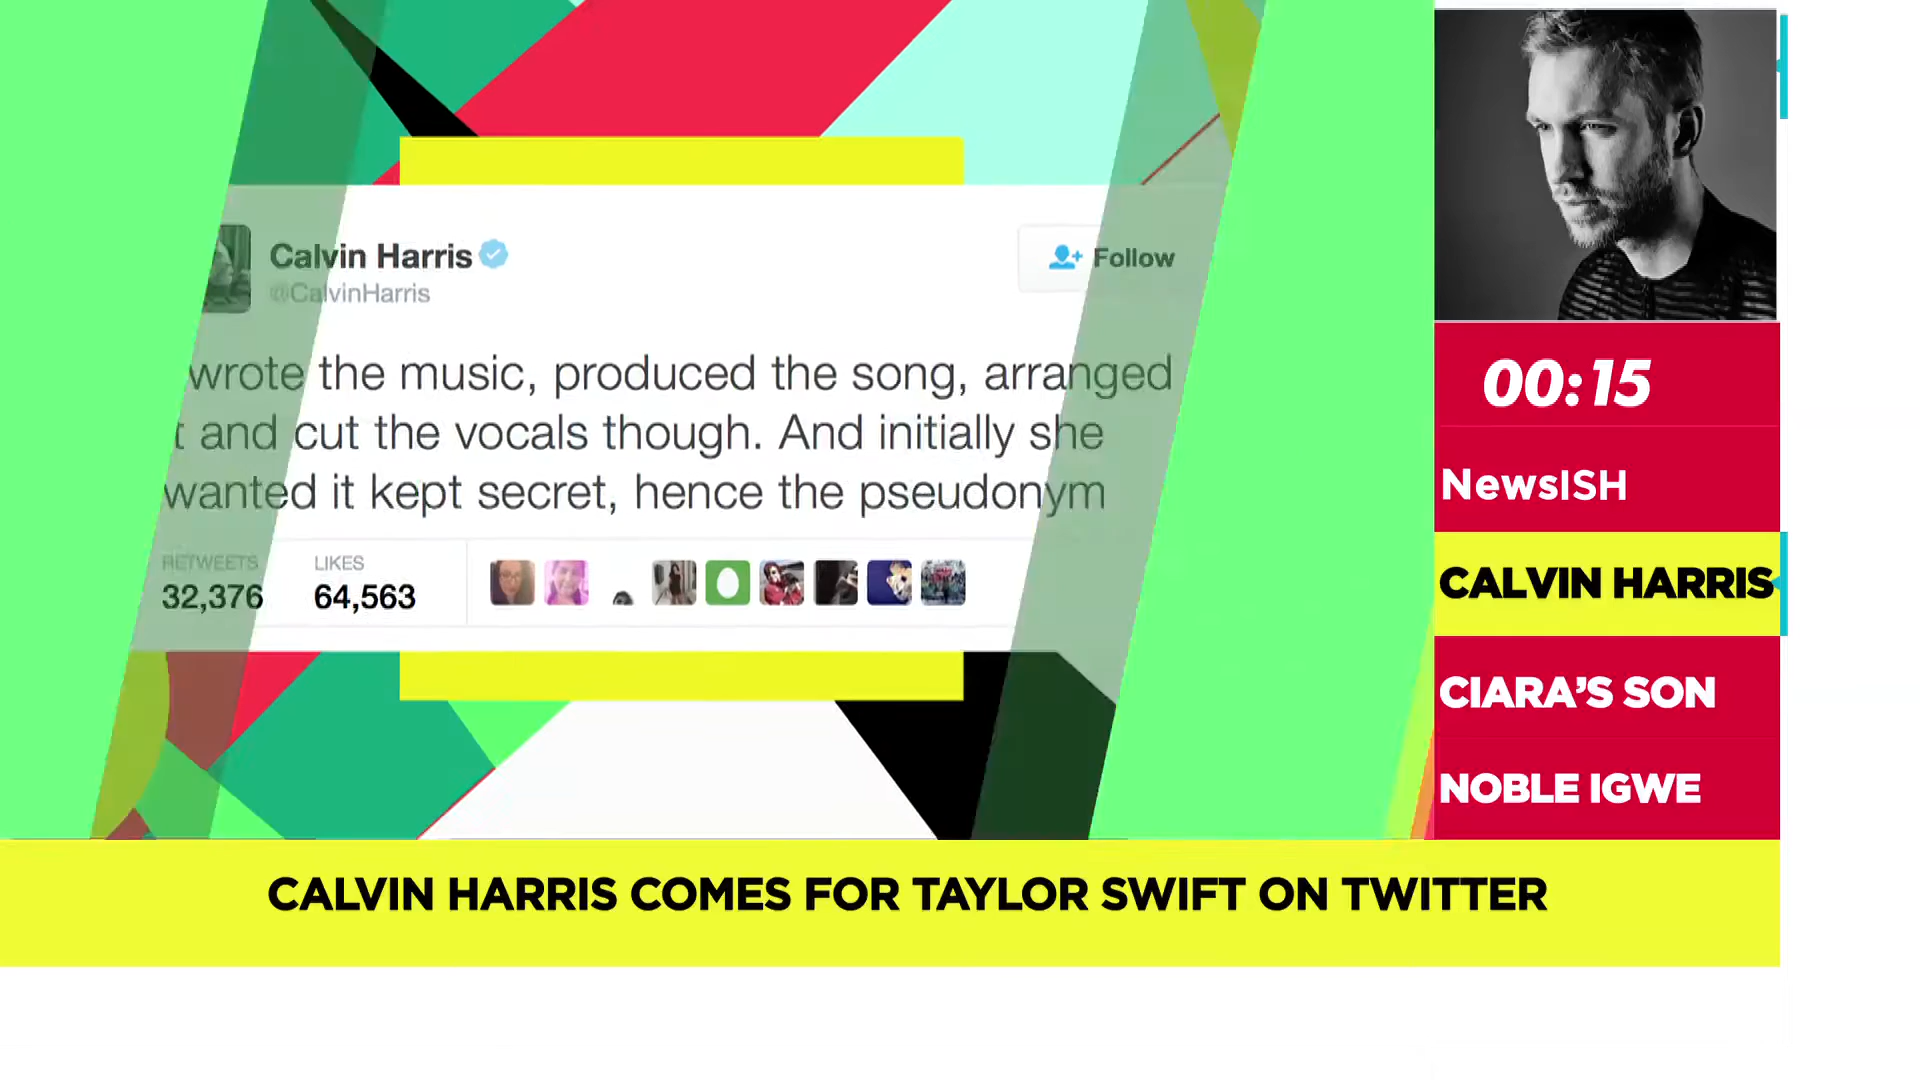 Calvin Harris
@CalvinHarris
Follow
wrote the music, produced the song, arranged
t and cut the vocals though. And initially she
wanted it kept secret, hence the pseudonym
RETWEETS
32,376
LIKES
64,563
00:15
NewsISH
CALVIN HARRIS
CIARA'S SON
NOBLE IGWE
CALVIN HARRIS COMES FOR TAYLOR SWIFT ON TWITTER